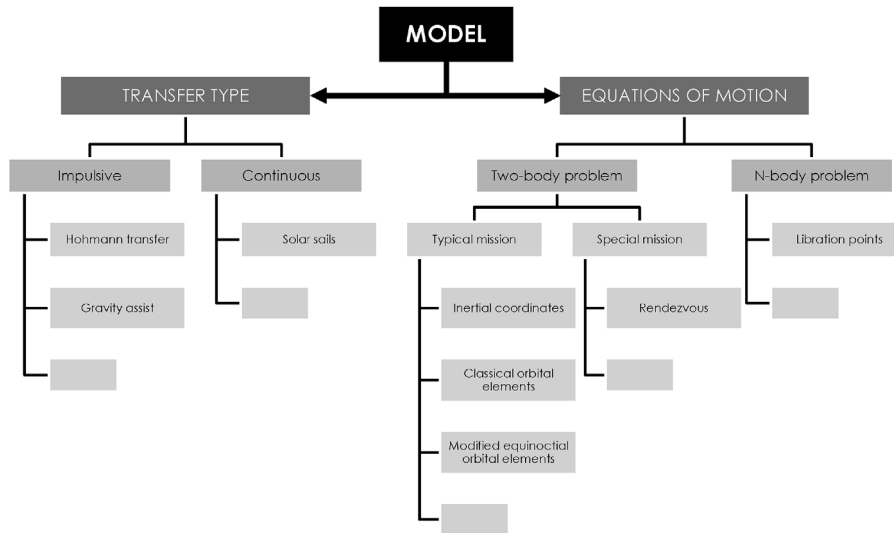 MODEL
TRANSFER TYPE
EQUATIONS OF MOTION
Impulsive
Continuous
Two-body problem
N-body problem
Hohmann transfer
Solar sails
Typical mission
Special mission
Libration points
Gravity assist
Inertial coordinates
Rendezvous
Classical orbital
elements
Modified equinoctial
orbital elements